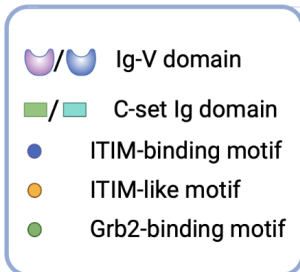 / Ig-V domain
/ C-set Ig domain
ITIM-binding motif
ITIM-like motif
Grb2-binding motif